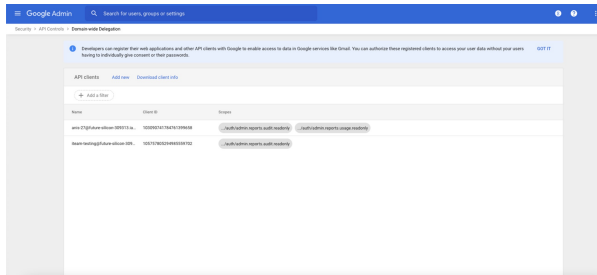 Google Admin
Search for users, groups or settings
Security > API Controls > Domain-wide Delegation
Developers can register their web applications and other API clients with Google to enable access to data in Google services like Gmail. You can authorize these registered clients to access your user data without your users
having to individually give consent or their passwords.
GOT IT
API clients Add new Download client info
+ Add a filter
Name Client ID Scopes
.../auth/admin.reports.audit.readonly .../auth/admin.reports.usage.readonly
.../auth/admin.reports.audit.readonly